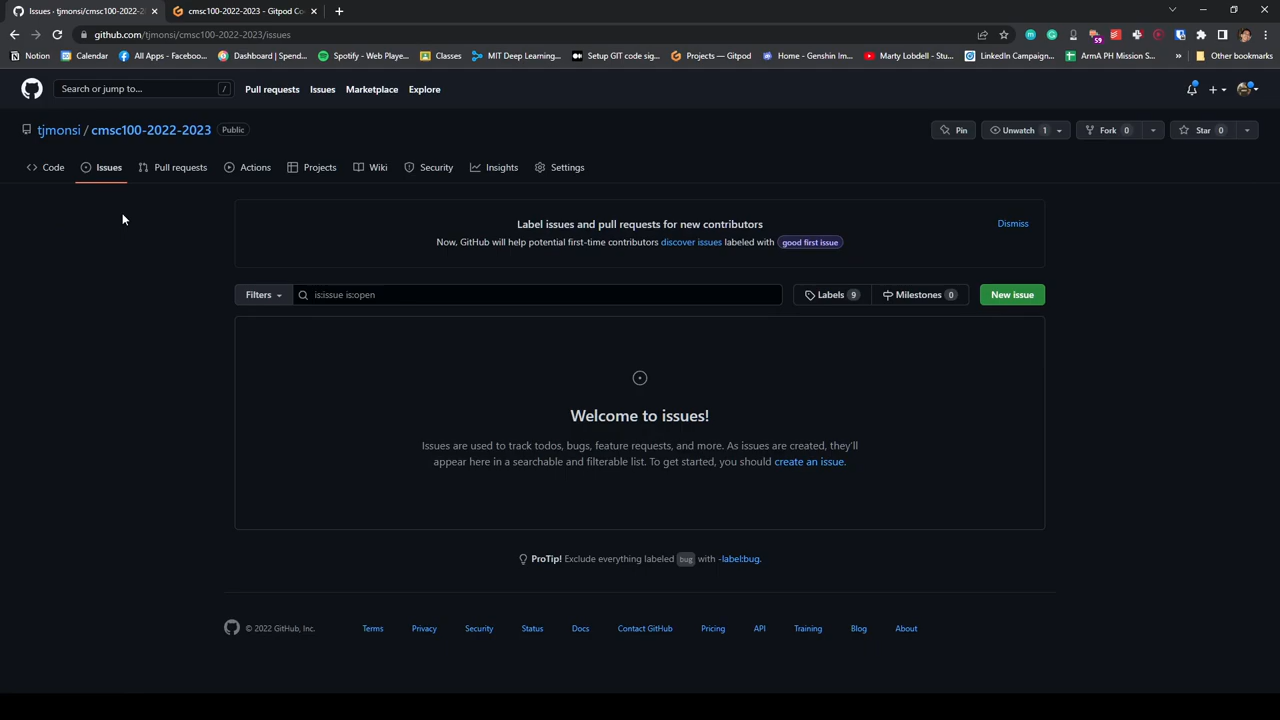 Issues · tjmonsi/cmsc100-2022-2
cmsc100-2022-2023 - Gitpod Co
github.com/tjmonsi/cmsc100-2022-2023/issues
59
Notion Calendar All Apps - Faceboo... Dashboard | Spend... Spotify - Web Playe... Classes MIT Deep Learning,... Setup GIT code sig... Projects — Gitpod Home - Genshin Im... Marty Lobdell - Stu... LinkedIn Campaign... ArmA PH Mission S... » Other bookmarks
Search or jump to... / Pull requests Issues Marketplace Explore
tjmonsi / cmsc100-2022-2023 Public Pin Unwatch 1 Fork 0 Star 0
Code Issues Pull requests Actions Projects Wiki Security Insights Settings
Label issues and pull requests for new contributors
Dismiss
Now, GitHub will help potential first-time contributors discover issues labeled with good first issue
Filters is:issue is:open Labels 9 Milestones 0 New issue
Welcome to issues!
Issues are used to track todos, bugs, feature requests, and more. As issues are created, they'll
appear here in a searchable and filterable list. To get started, you should create an issue.
ProTip! Exclude everything labeled bug with -label:bug.
© 2022 GitHub, Inc. Terms Privacy Security Status Docs Contact GitHub Pricing API Training Blog About